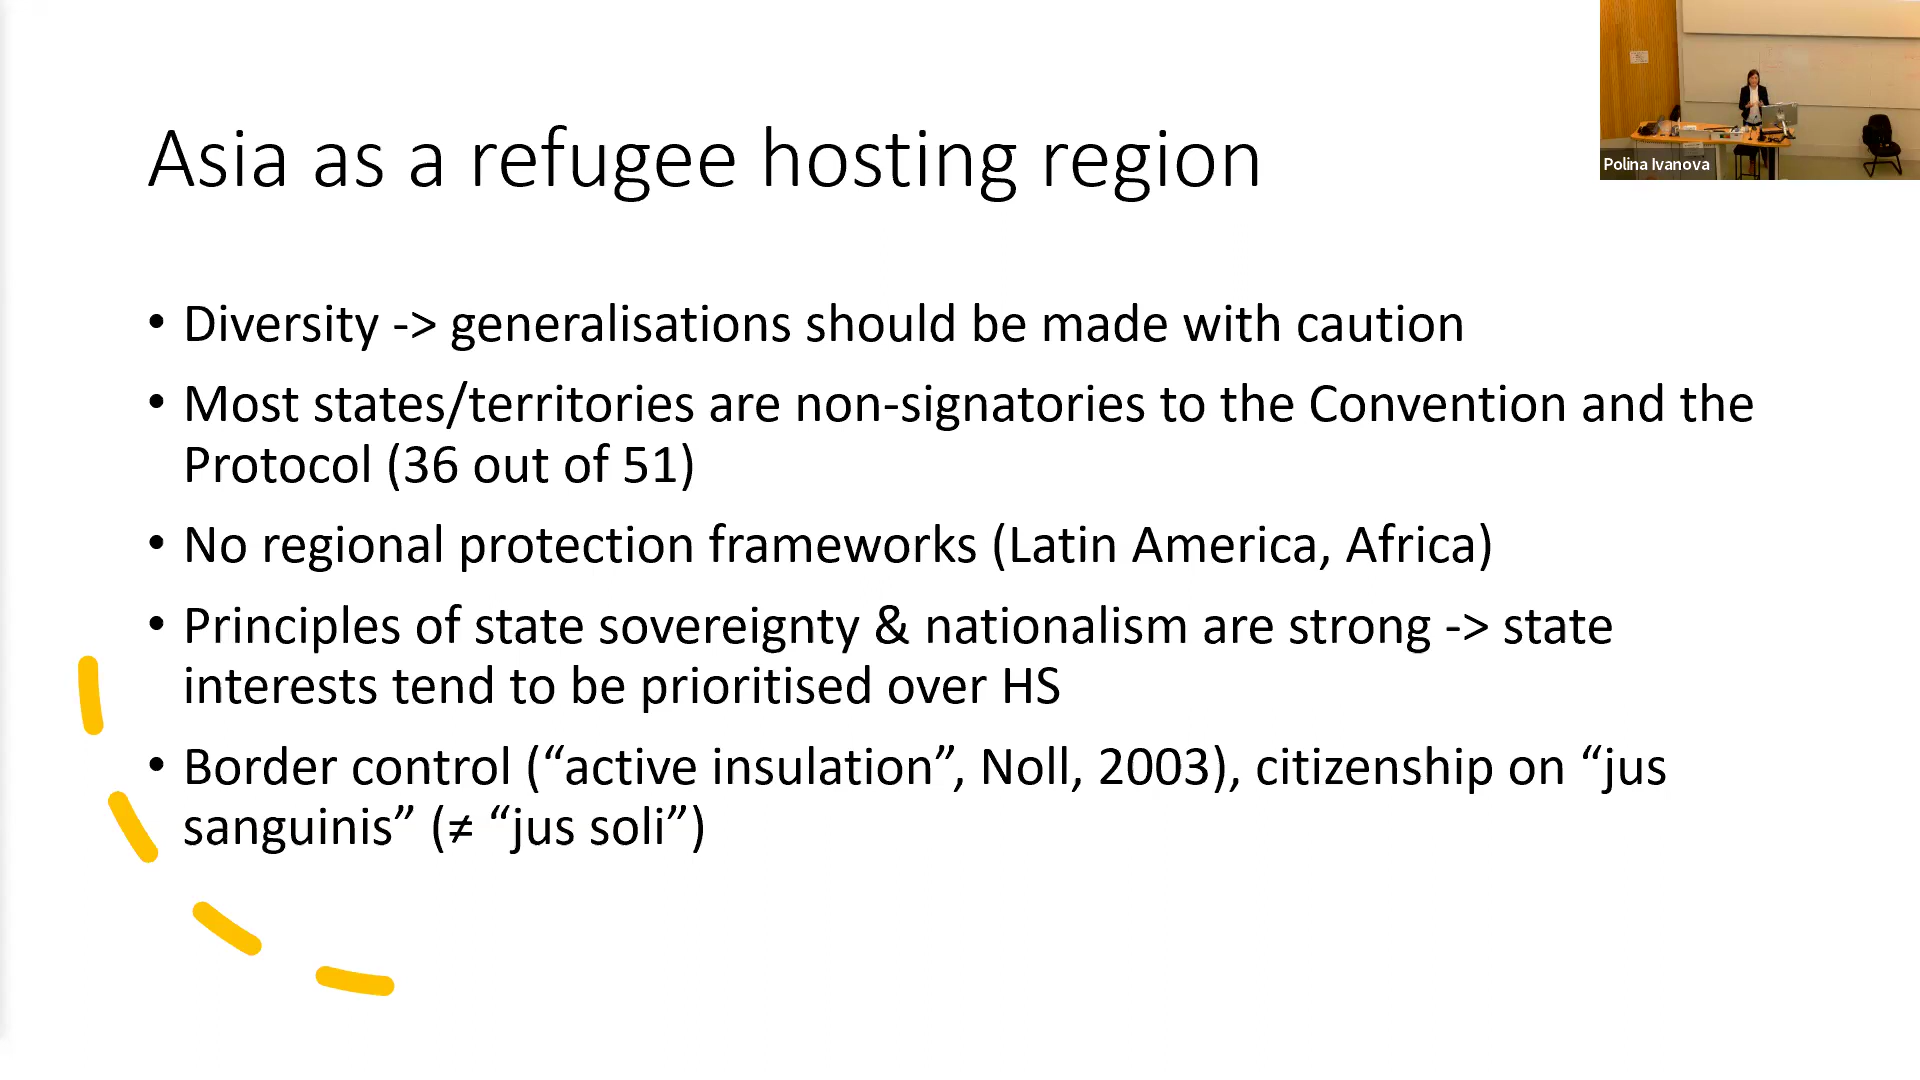 Asia as a refugee hosting region
Polina Ivanova
• Diversity -> generalisations should be made with caution
• Most states/territories are non-signatories to the Convention and the
Protocol (36 out of 51)
• No regional protection frameworks (Latin America, Africa)
• Principles of state sovereignty & nationalism are strong -> state
interests tend to be prioritised over HS
• Border control (“active insulation”, Noll, 2003), citizenship on “jus
sanguinis” (≠ “jus soli”)